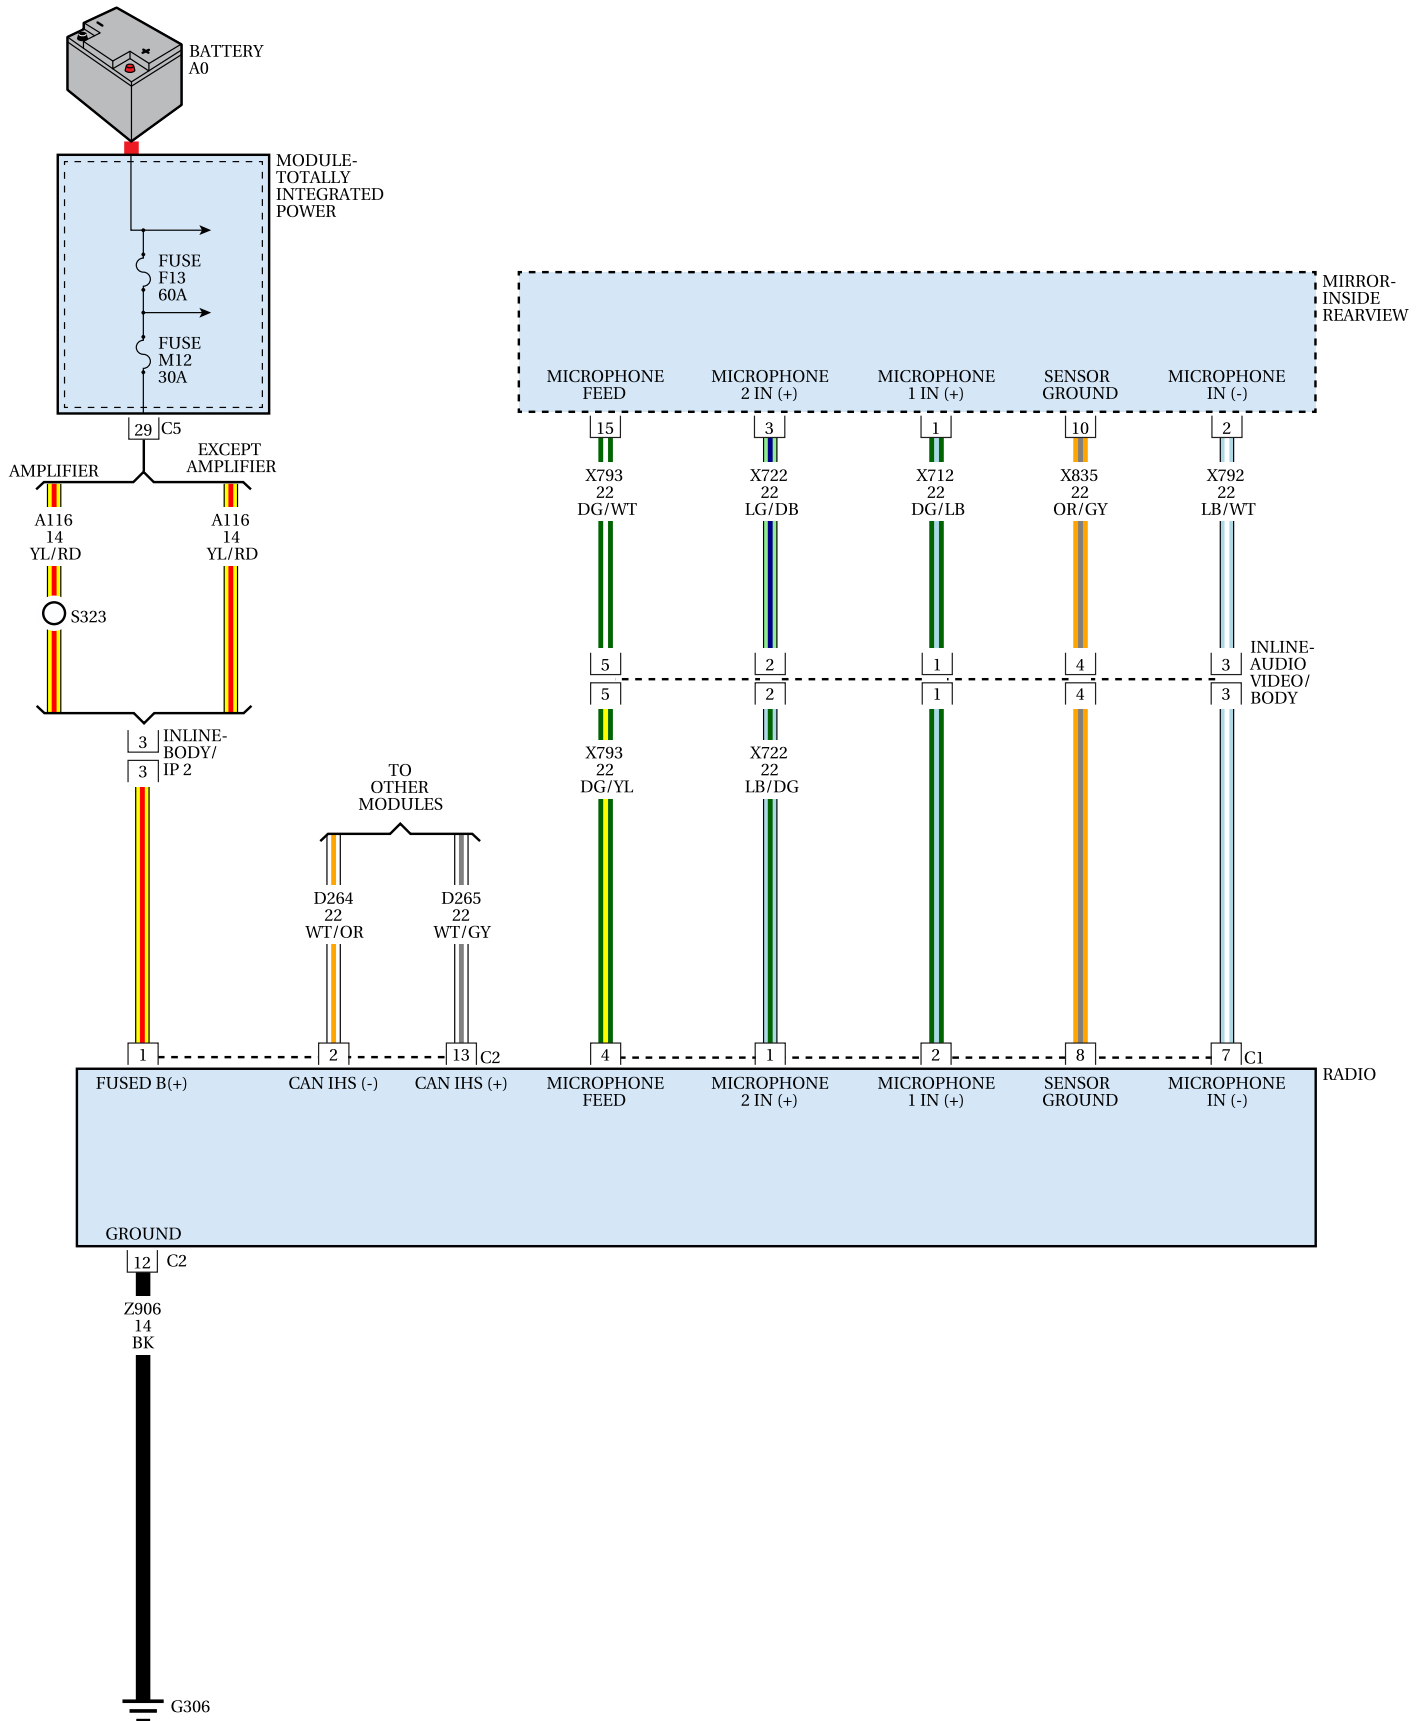 BATTERY
A0
MODULE-
TOTALLY
INTEGRATED
POWER
FUSE
F13
60A
FUSE
M12
30A
29 C5
AMPLIFIER
EXCEPT
AMPLIFIER
A116
14
YL/RD
A116
14
YL/RD
S323
3
3
INLINE-
BODY/
IP 2
TO
OTHER
MODULES
D264
22
WT/OR
D265
22
WT/GY
MIRROR-
INSIDE
REARVIEW
MICROPHONE
FEED
MICROPHONE
2 IN (+)
MICROPHONE
1 IN (+)
SENSOR
GROUND
MICROPHONE
IN (-)
15 3 1 10 2
X793
22
DG/WT
X722
22
LG/DB
X712
22
DG/LB
X835
22
OR/GY
X792
22
LB/WT
5 2 1 4 3
5 2 1 4 3
INLINE-
AUDIO
VIDEO/
BODY
X793
22
DG/YL
X722
22
LB/DG
1 2 13 C2 4 1 2 8 7 C1
RADIO
FUSED B(+)
CAN IHS (-)
CAN IHS (+)
MICROPHONE
FEED
MICROPHONE
2 IN (+)
MICROPHONE
1 IN (+)
SENSOR
GROUND
MICROPHONE
IN (-)
GROUND
12 C2
Z906
14
BK
G306